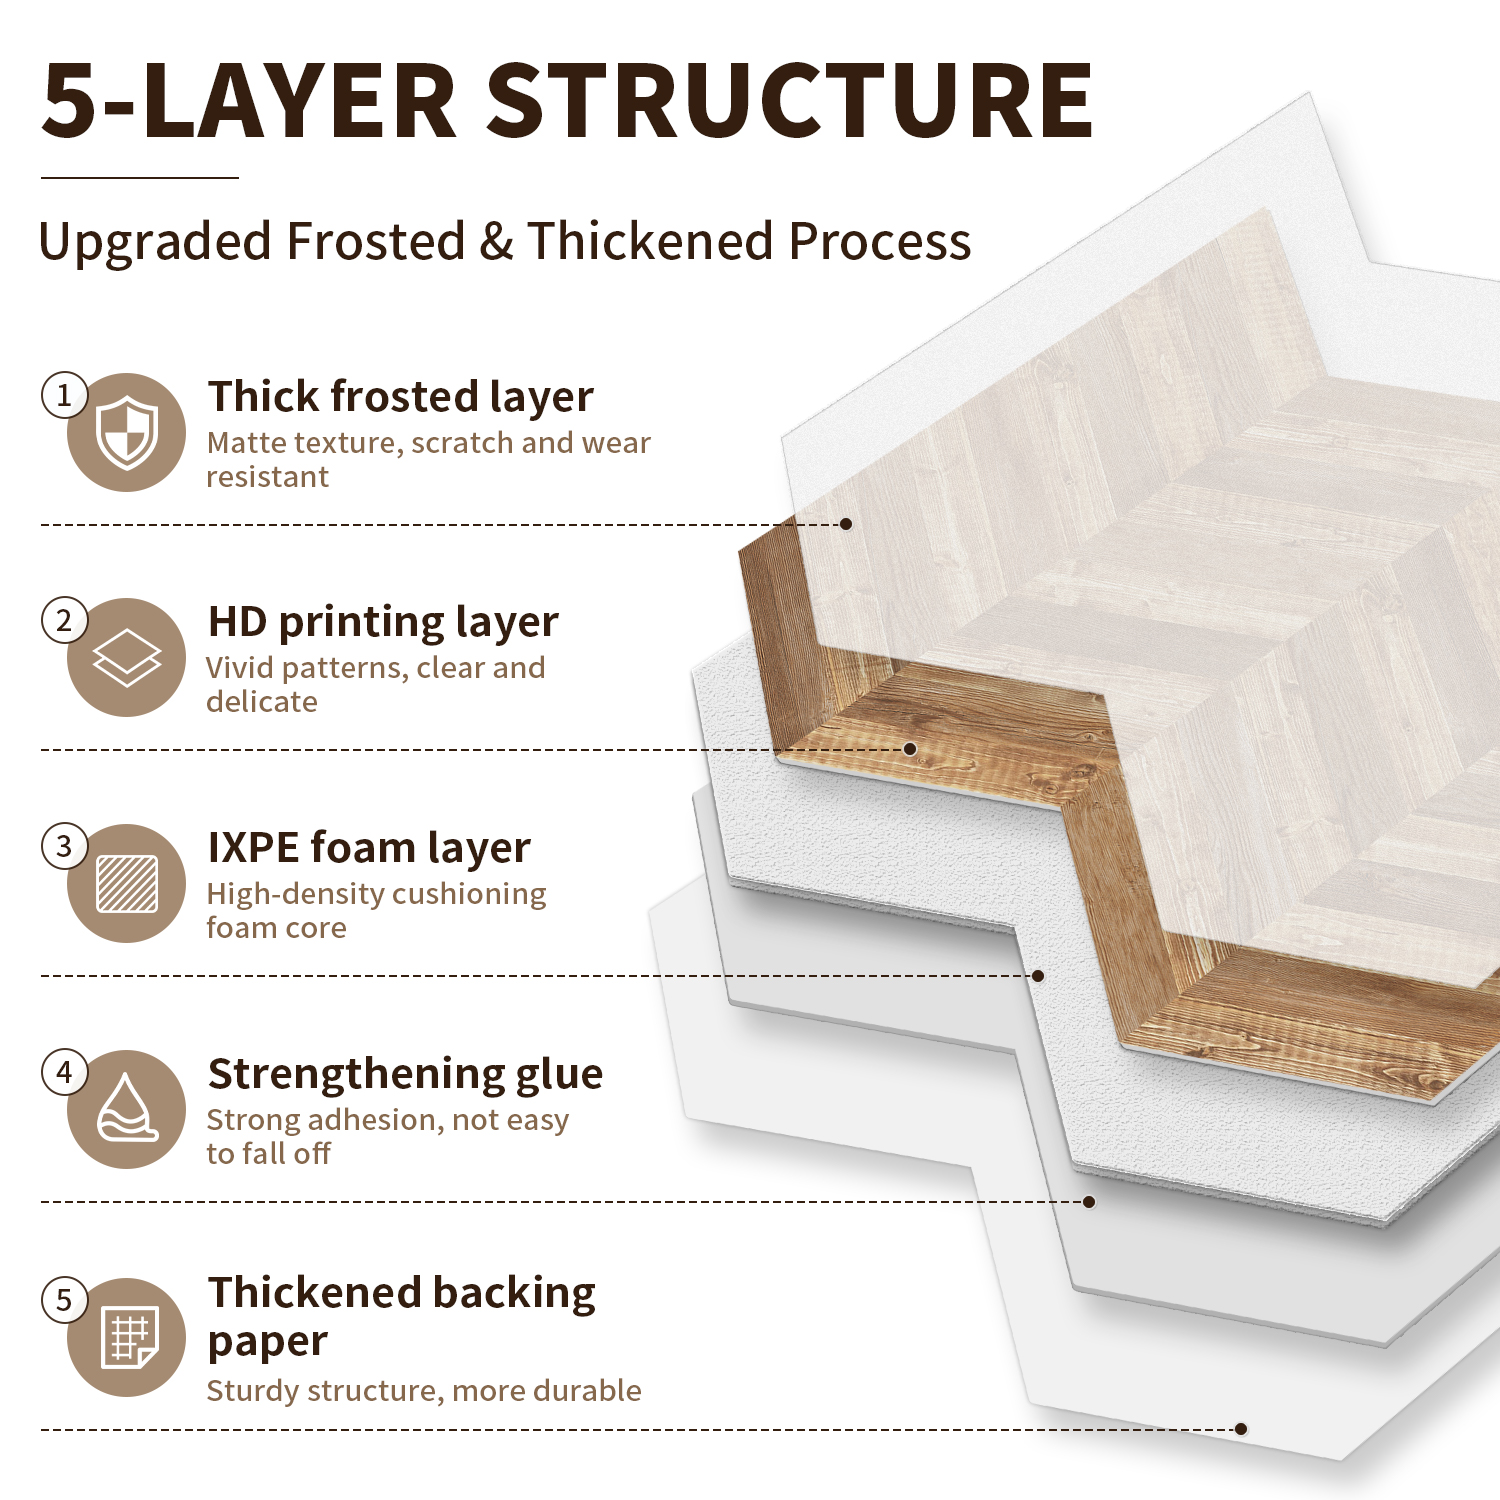 5-LAYER STRUCTURE
Upgraded Frosted & Thickened Process
1
Thick frosted layer
Matte texture, scratch and wear
resistant
2
HD printing layer
Vivid patterns, clear and
delicate
3
IXPE foam layer
High-density cushioning
foam core
4
Strengthening glue
Strong adhesion, not easy
to fall off
5
Thickened backing
paper
Sturdy structure, more durable